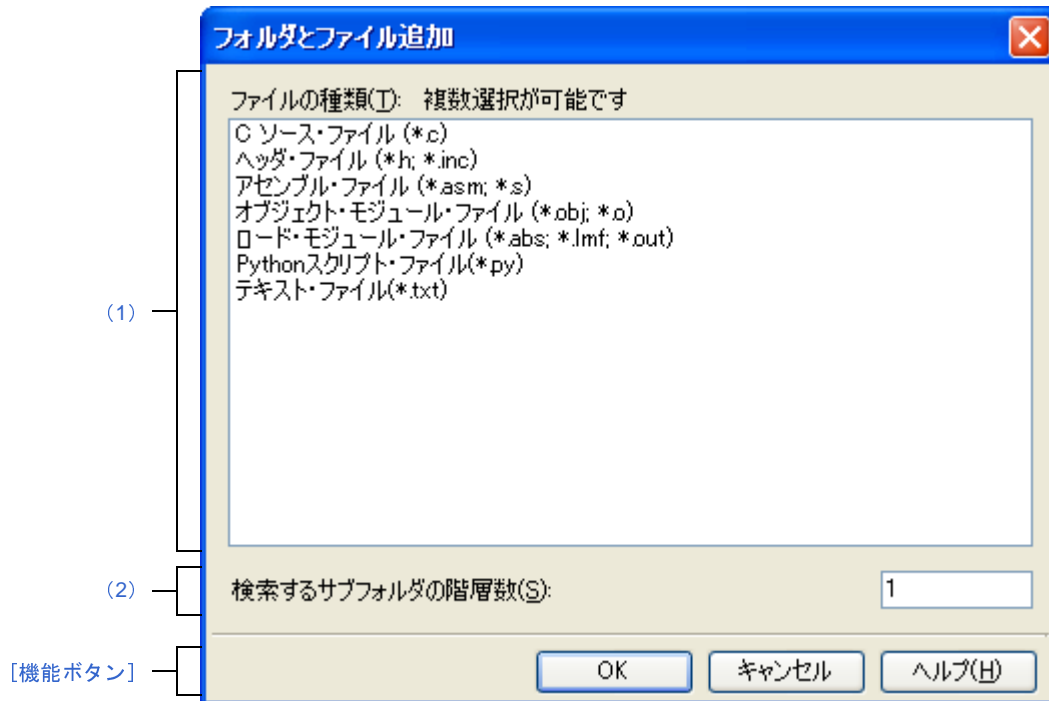 フォルダとファイル追加
ファイルの種類(T): 複数選択が可能です
C ソース・ファイル (*.c)
ヘッダ・ファイル (*.h; *.inc)
アセンブル・ファイル (*.asm; *.s)
オブジェクト・モジュール・ファイル (*.obj; *.o)
ロード・モジュール・ファイル (*.abs; *.lmf; *.out)
Pythonスクリプト・ファイル(*.py)
テキスト・ファイル(*.txt)
(1)
(2)
検索するサブフォルダの階層数(S):
1
[機能ボタン]
OK
キャンセル
ヘルプ(H)